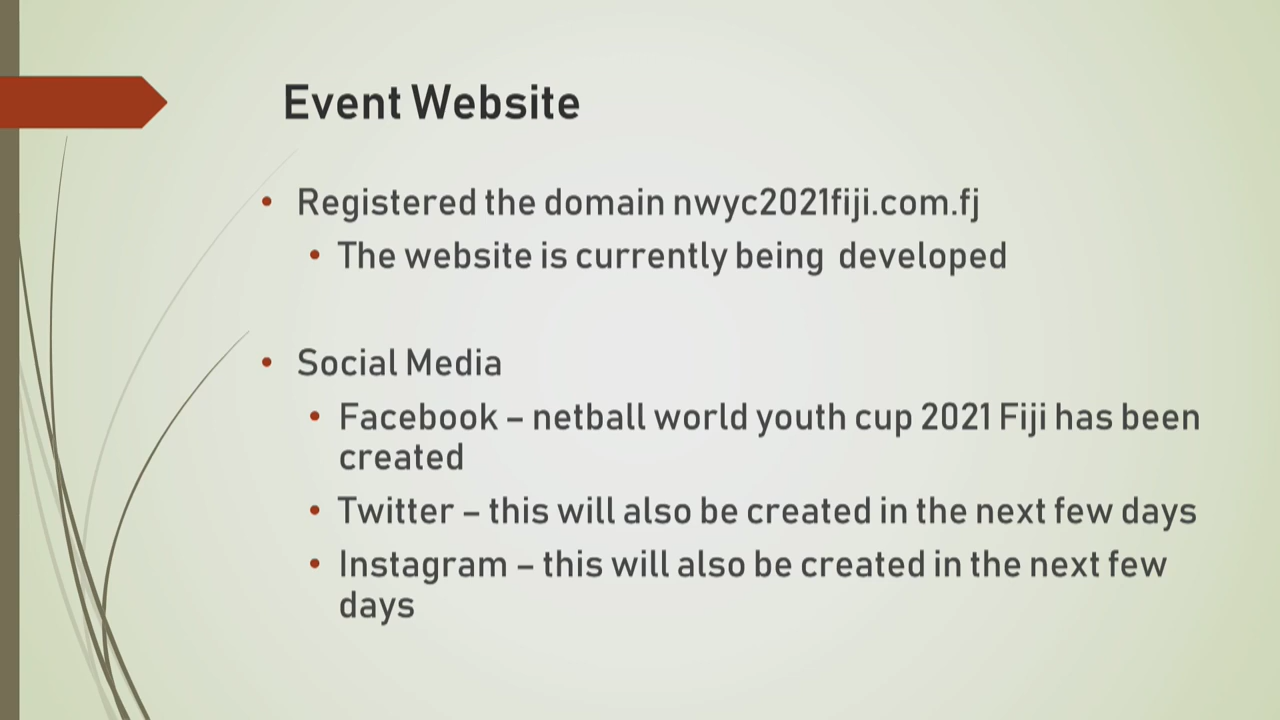 Event Website
• Registered the domain nwyc2021fiji.com.fj
• The website is currently being developed
• Social Media
• Facebook – netball world youth cup 2021 Fiji has been
created
• Twitter – this will also be created in the next few days
• Instagram – this will also be created in the next few
days